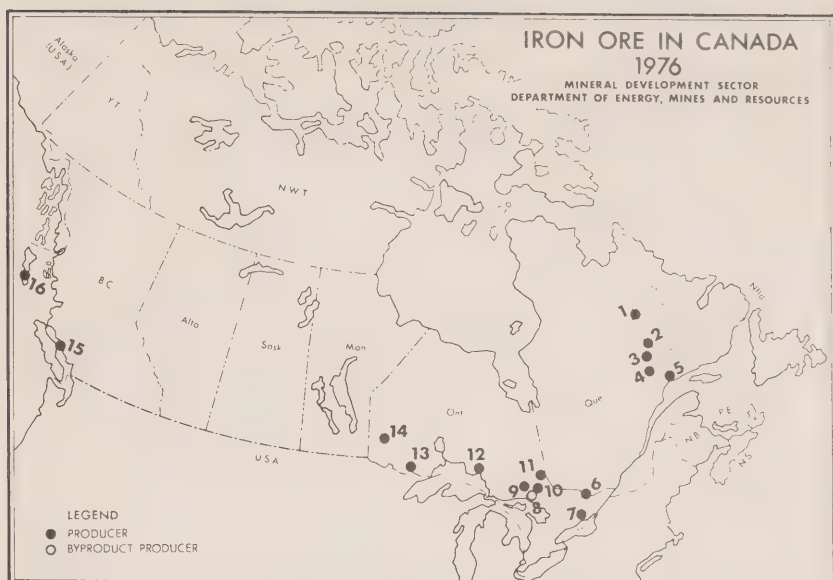 IRON ORE IN CANADA
1976
MINERAL DEVELOPMENT SECTOR
DEPARTMENT OF ENERGY, MINES AND RESOURCES
Alaska
(USA)
YT
NWT
BC
Alta
Sask
Man
Ont
Que
Nfld
PE
NB
NS
USA
1
2
3
4
5
6
7
8
9
10
11
12
13
14
15
16
LEGEND
PRODUCER
BYPRODUCT PRODUCER